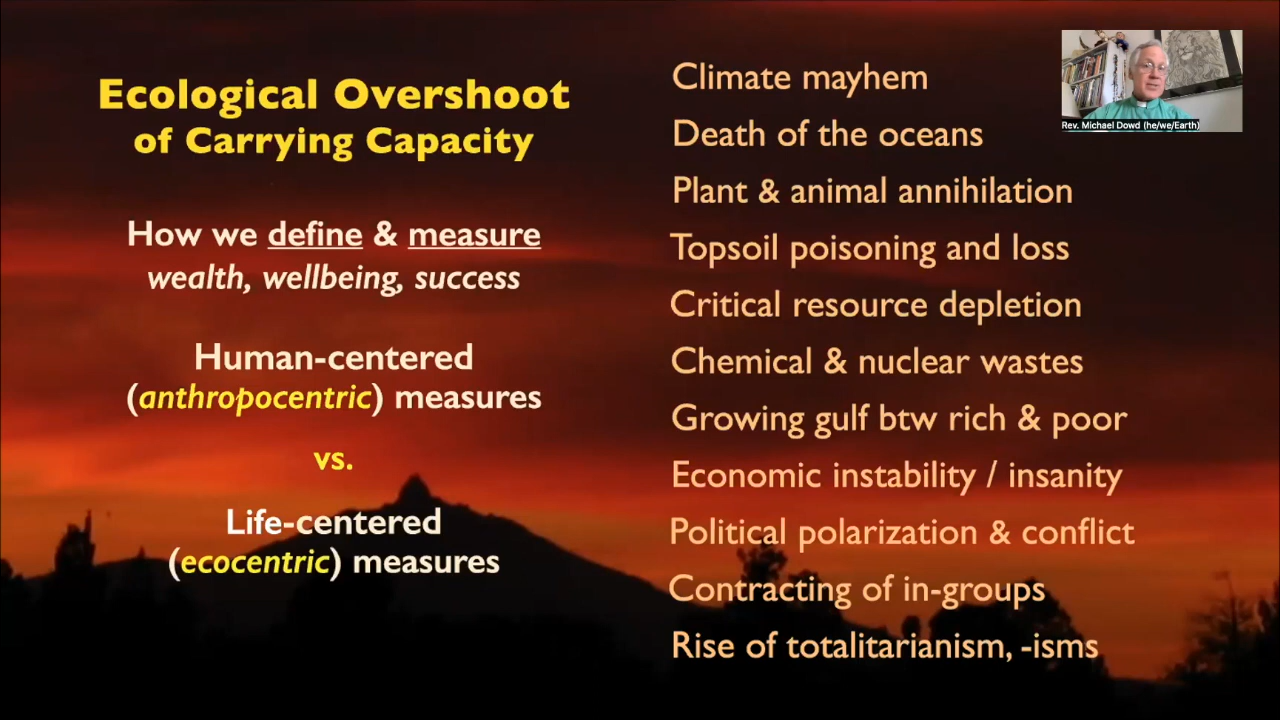 Ecological Overshoot
of Carrying Capacity
How we define & measure
wealth, wellbeing, success
Human-centered
(anthropocentric) measures
vs.
Life-centered
(ecocentric) measures
Climate mayhem
Death of the oceans
Plant & animal annihilation
Topsoil poisoning and loss
Critical resource depletion
Chemical & nuclear wastes
Growing gulf btw rich & poor
Economic instability / insanity
Political polarization & conflict
Contracting of in-groups
Rise of totalitarianism, -isms
Rev. Michael Dowd (he/we/Earth)